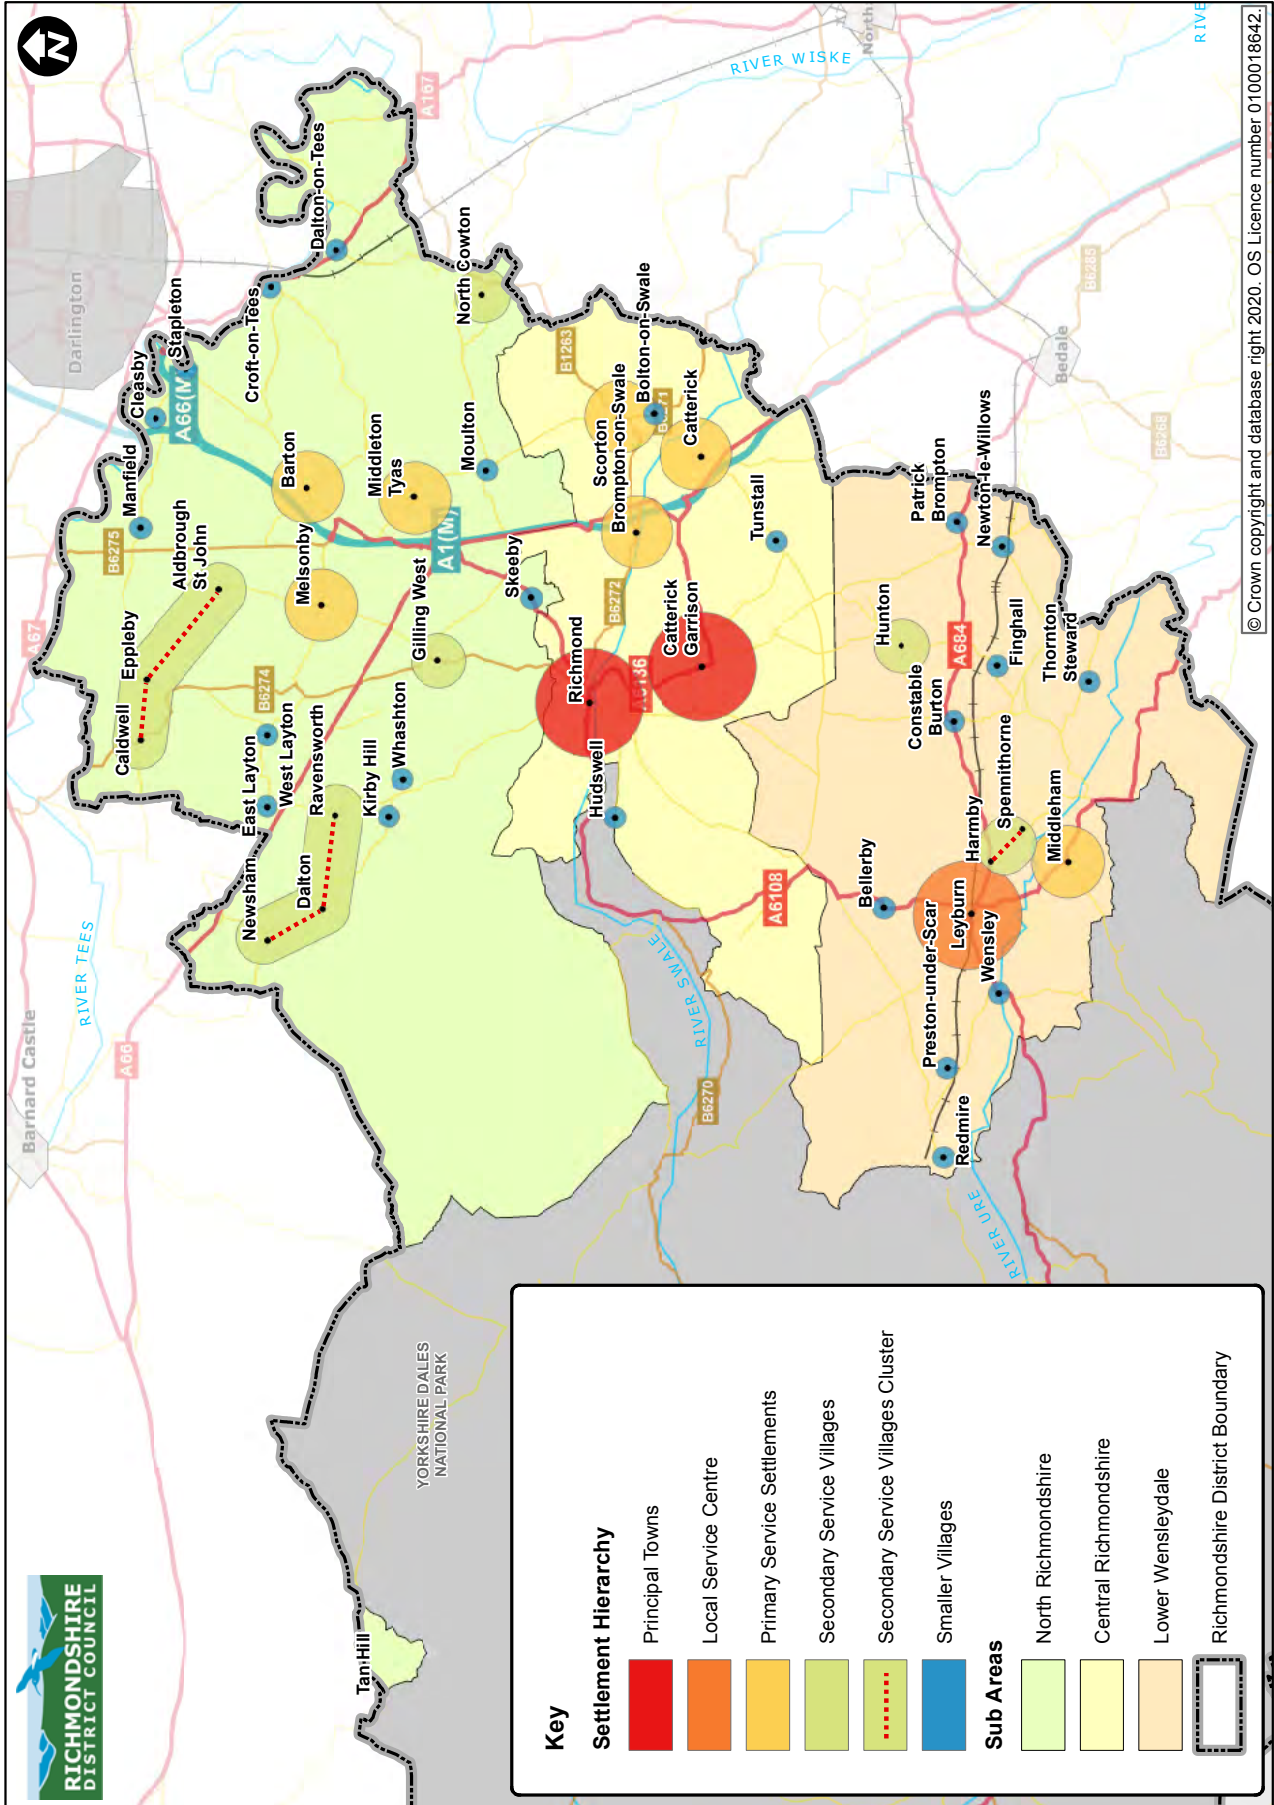 RICHMONDSHIRE
DISTRICT COUNCIL
N
Barnard Castle
RIVER TEES
A66
A67
Darlington
A167
RIVER WISKE
North
RIVE
Tan Hill
YORKSHIRE DALES
NATIONAL PARK
Newsham
Dalton
Ravensworth
East Layton
West Layton
Kirby Hill
Whashton
Caldwell
Eppleby
Aldbrough
St John
B6274
B6275
Manfield
Cleasby
Stapleton
A66(M)
Croft-on-Tees
Dalton-on-Tees
Barton
Melsonby
Middleton
Tyas
Gilling West
A1(M)
Moulton
North Cowton
Skeeby
Richmond
Hudswell
A6136
B6272
Catterick
Garrison
Scorton
Brompton-on-Swale
Bolton-on-Swale
B1263
B6271
Catterick
Tunstall
RIVER SWALE
B6270
A6108
Bellerby
Hunton
Constable
Burton
A684
Patrick
Brompton
Newton-le-Willows
Finghall
Thornton
Steward
Harmby
Spennithorne
Middleham
Leyburn
Wensley
Preston-under-Scar
Redmire
RIVER URE
Bedale
B6285
B6268
Key
Settlement Hierarchy
Principal Towns
Local Service Centre
Primary Service Settlements
Secondary Service Villages
Secondary Service Villages Cluster
Smaller Villages
Sub Areas
North Richmondshire
Central Richmondshire
Lower Wensleydale
Richmondshire District Boundary
© Crown copyright and database right 2020. OS Licence number 0100018642.